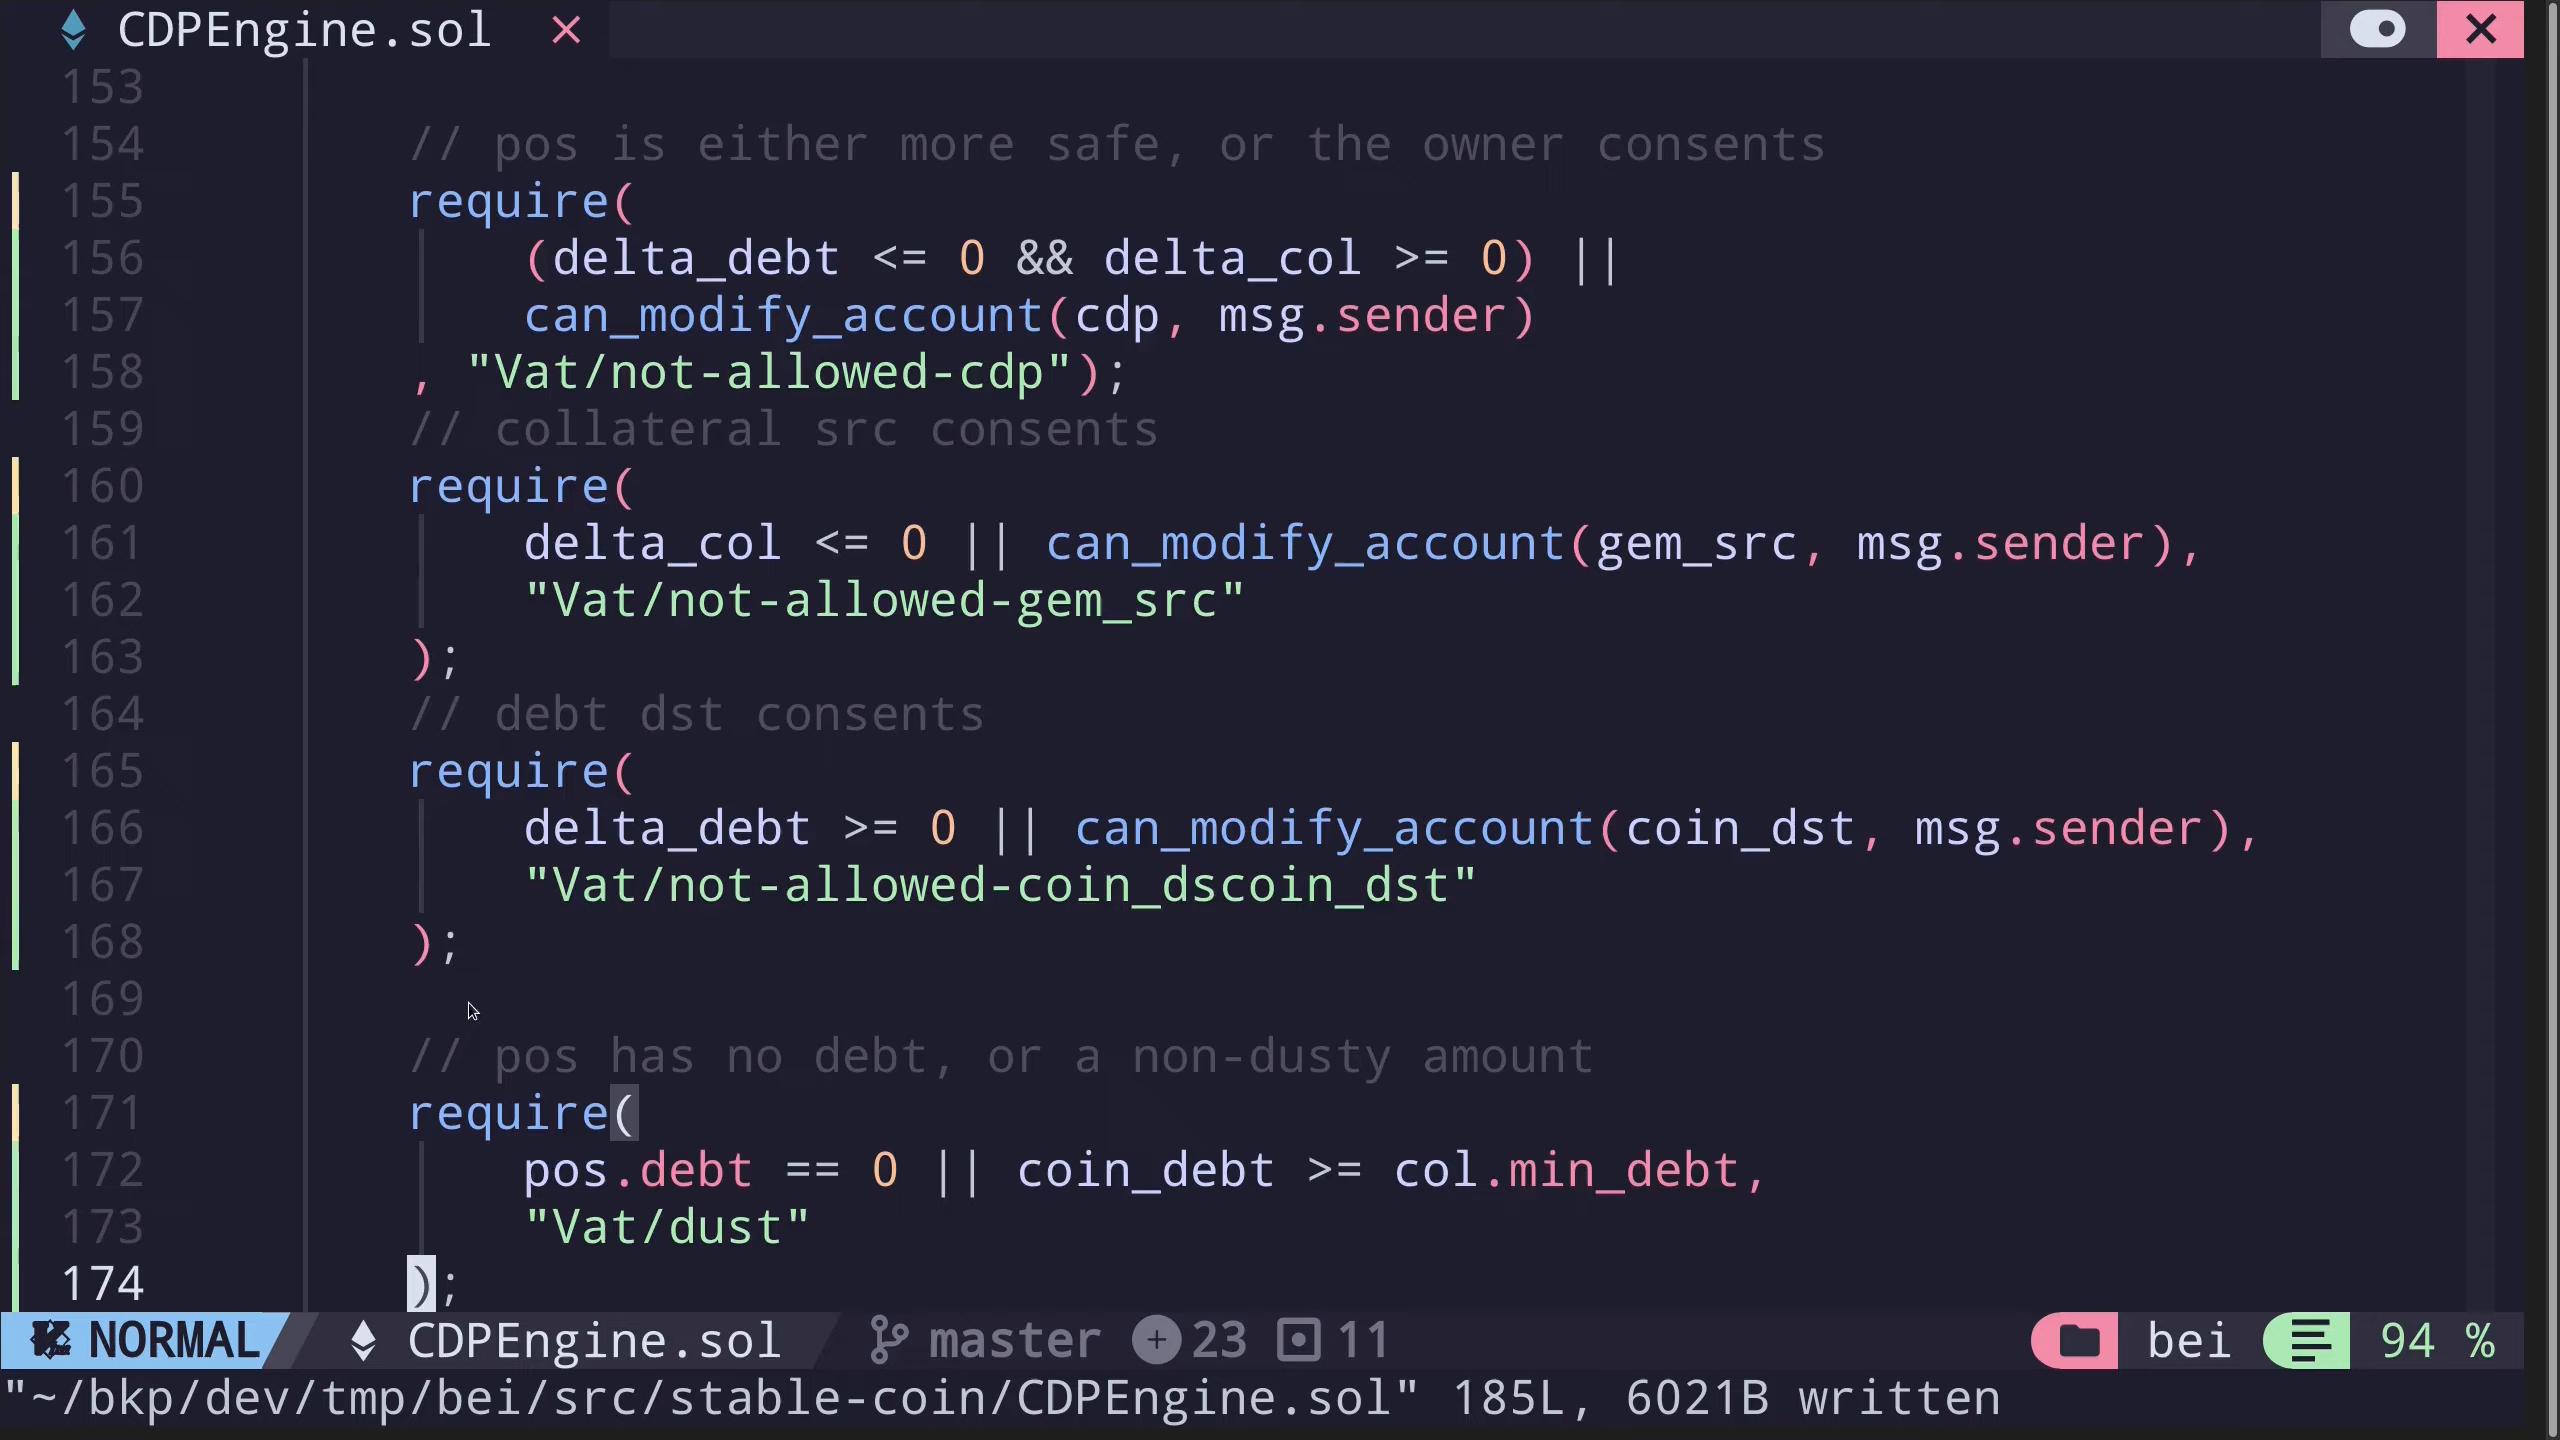 CDPEngine.sol
153
154 // pos is either more safe, or the owner consents
155 require(
156 (delta_debt <= 0 && delta_col >= 0) ||
157 can_modify_account(cdp, msg.sender)
158 , "Vat/not-allowed-cdp");
159 // collateral src consents
160 require(
161 delta_col <= 0 || can_modify_account(gem_src, msg.sender),
162 "Vat/not-allowed-gem_src"
163 );
164 // debt dst consents
165 require(
166 delta_debt >= 0 || can_modify_account(coin_dst, msg.sender),
167 "Vat/not-allowed-coin_dscoin_dst"
168 );
169
170 // pos has no debt, or a non-dusty amount
171 require(
172 pos.debt == 0 || coin_debt >= col.min_debt,
173 "Vat/dust"
174 );
NORMAL CDPEngine.sol master 23 11 bei 94 %
"~/bkp/dev/tmp/bei/src/stable-coin/CDPEngine.sol" 185L, 6021B written